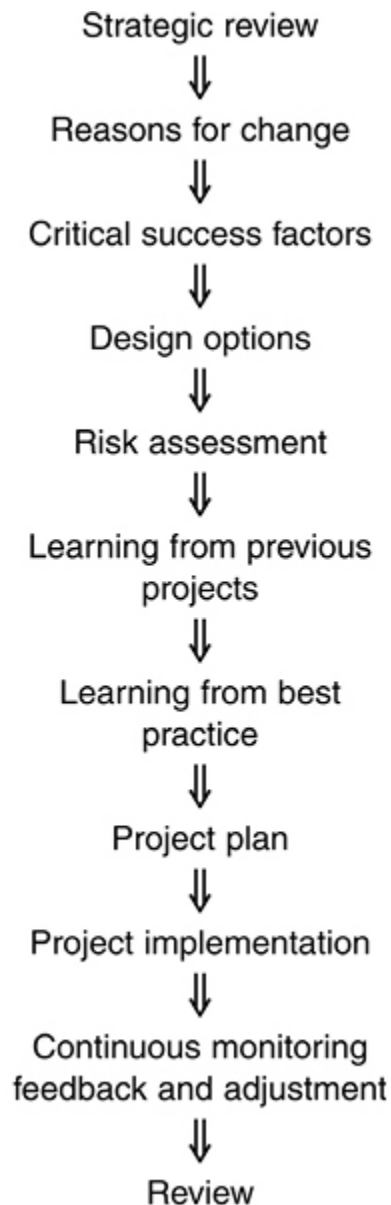 Strategic review
Reasons for change
Critical success factors
Design options
Risk assessment
Learning from previous
projects
Learning from best
practice
Project plan
Project implementation
Continuous monitoring
feedback and adjustment
Review